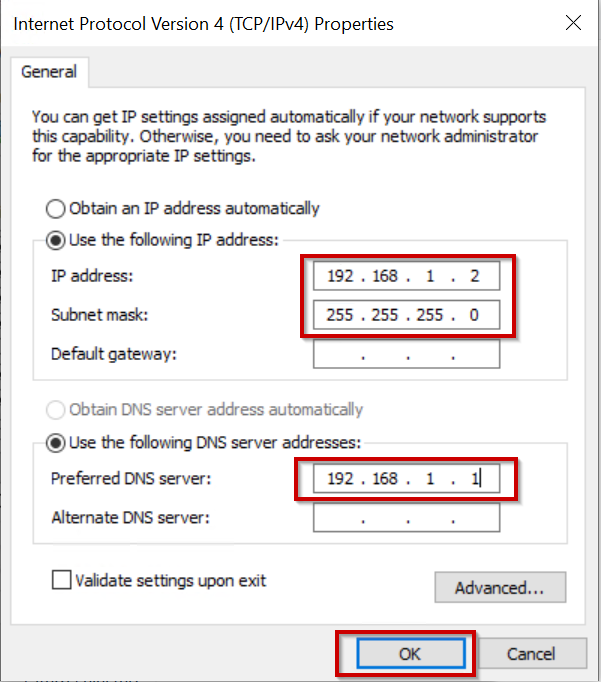 Internet Protocol Version 4 (TCP/IPv4) Properties
General
You can get IP settings assigned automatically if your network supports
this capability. Otherwise, you need to ask your network administrator
for the appropriate IP settings.
Obtain an IP address automatically
Use the following IP address:
IP address: 192 . 168 . 1 . 2
Subnet mask: 255 . 255 . 255 . 0
Default gateway: . . .
Obtain DNS server address automatically
Use the following DNS server addresses:
Preferred DNS server: 192 . 168 . 1 . 1
Alternate DNS server: . . .
Validate settings upon exit
Advanced...
OK Cancel